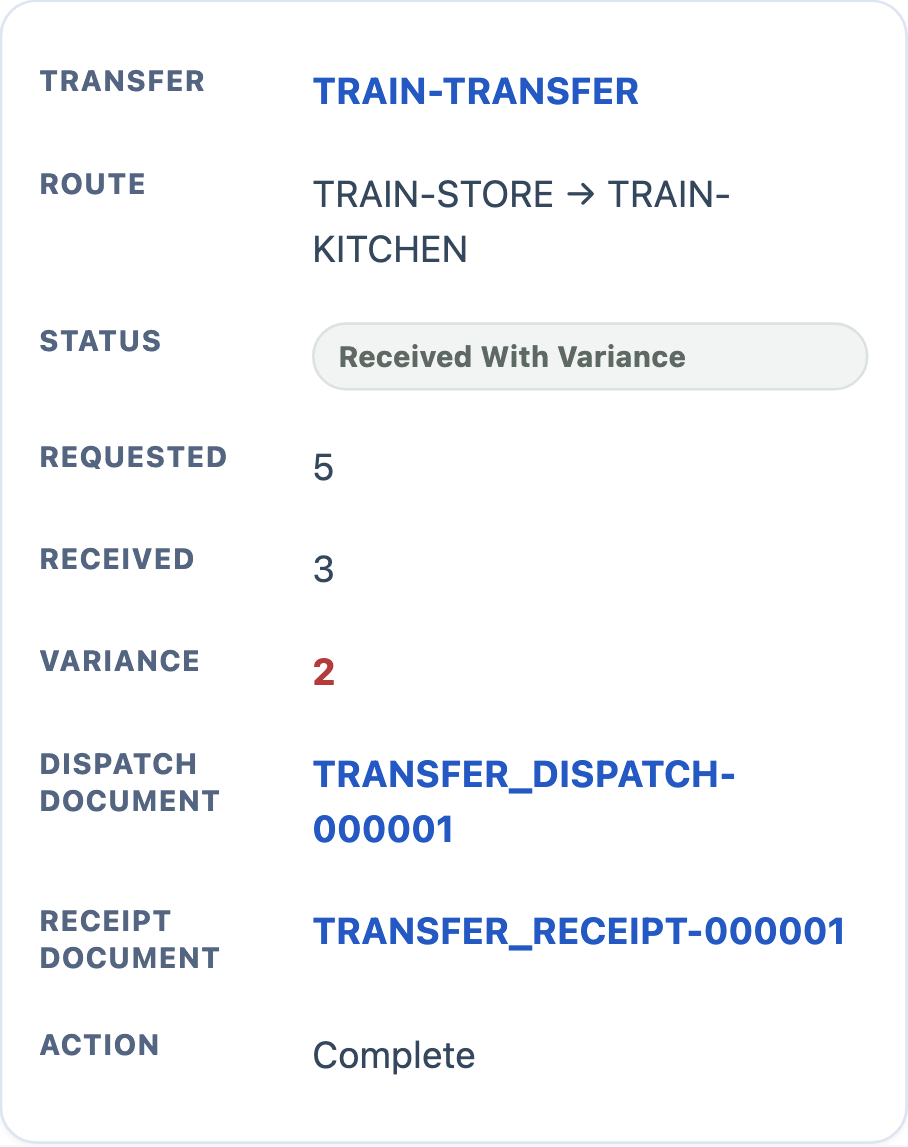 TRANSFER
TRAIN-TRANSFER
ROUTE
TRAIN-STORE → TRAIN-
KITCHEN
STATUS
Received With Variance
REQUESTED
5
RECEIVED
3
VARIANCE
2
DISPATCH
DOCUMENT
TRANSFER_DISPATCH-
000001
RECEIPT
DOCUMENT
TRANSFER_RECEIPT-000001
ACTION
Complete